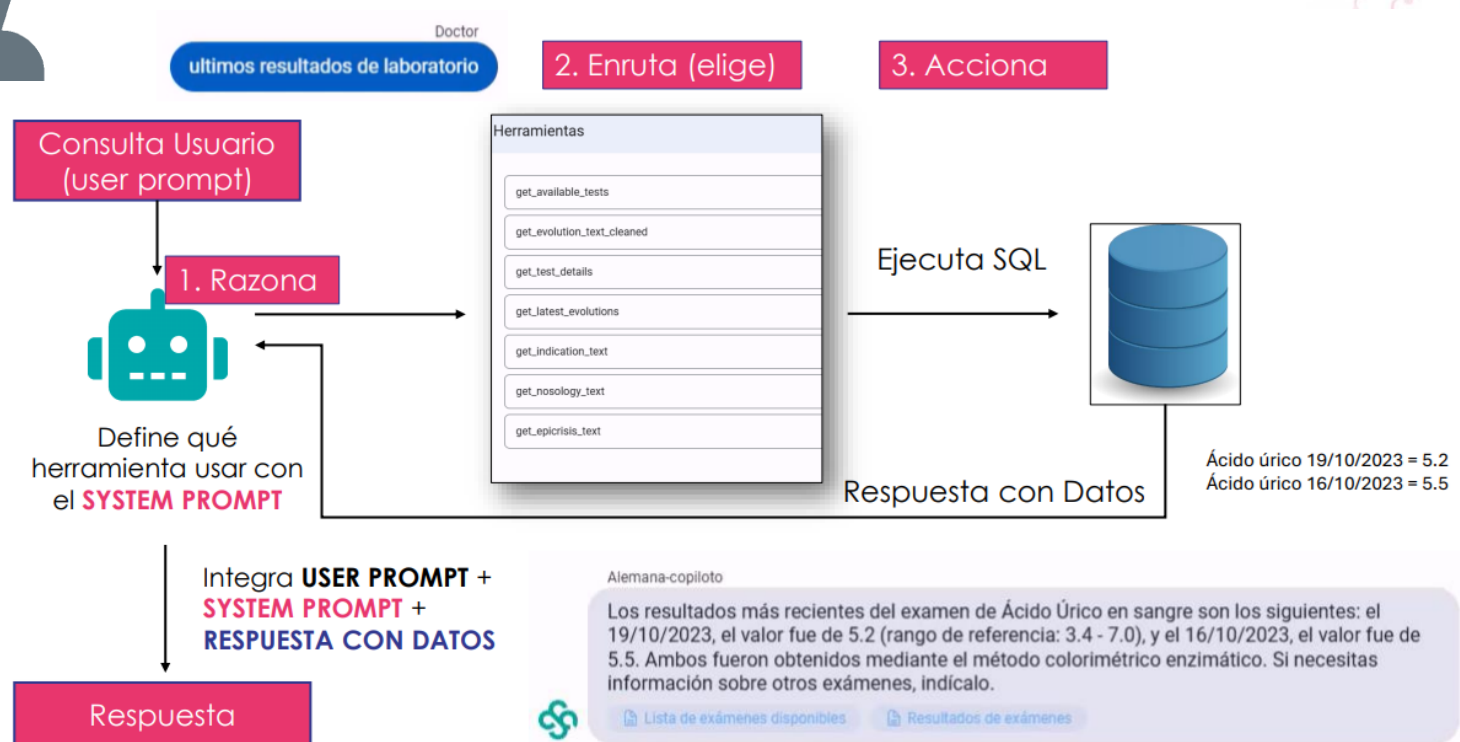 Doctor
ultimos resultados de laboratorio
2. Enruta (elige)
3. Acciona
Consulta Usuario
(user prompt)
1. Razona
Herramientas
get_available_tests
get_evolution_text_cleaned
get_test_details
get_latest_evolutions
get_indication_text
get_nosology_text
get_epicrisis_text
Ejecuta SQL
Define qué
herramienta usar con
el SYSTEM PROMPT
Respuesta con Datos
Ácido úrico 19/10/2023 = 5.2
Ácido úrico 16/10/2023 = 5.5
Integra USER PROMPT +
SYSTEM PROMPT +
RESPUESTA CON DATOS
Respuesta
Alemana-copiloto
Los resultados más recientes del examen de Ácido Úrico en sangre son los siguientes: el
19/10/2023, el valor fue de 5.2 (rango de referencia: 3.4 - 7.0), y el 16/10/2023, el valor fue de
5.5. Ambos fueron obtenidos mediante el método colorimétrico enzimático. Si necesitas
información sobre otros exámenes, indícalo.
Lista de exámenes disponibles
Resultados de exámenes